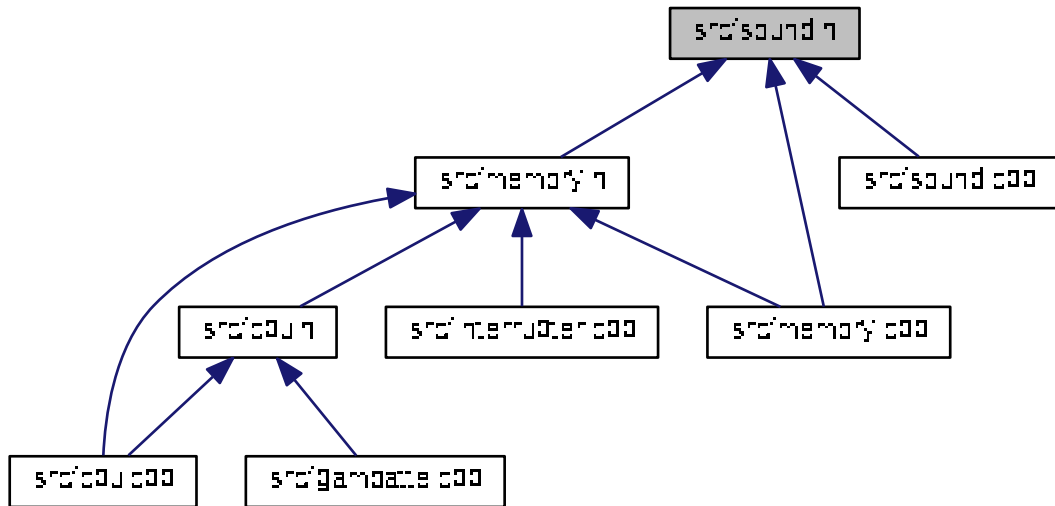 src/sound.h
src/memory.h
src/sound.cpp
src/cpu.h
src/interrupter.cpp
src/memory.cpp
src/cpu.cpp
src/gambatte.cpp